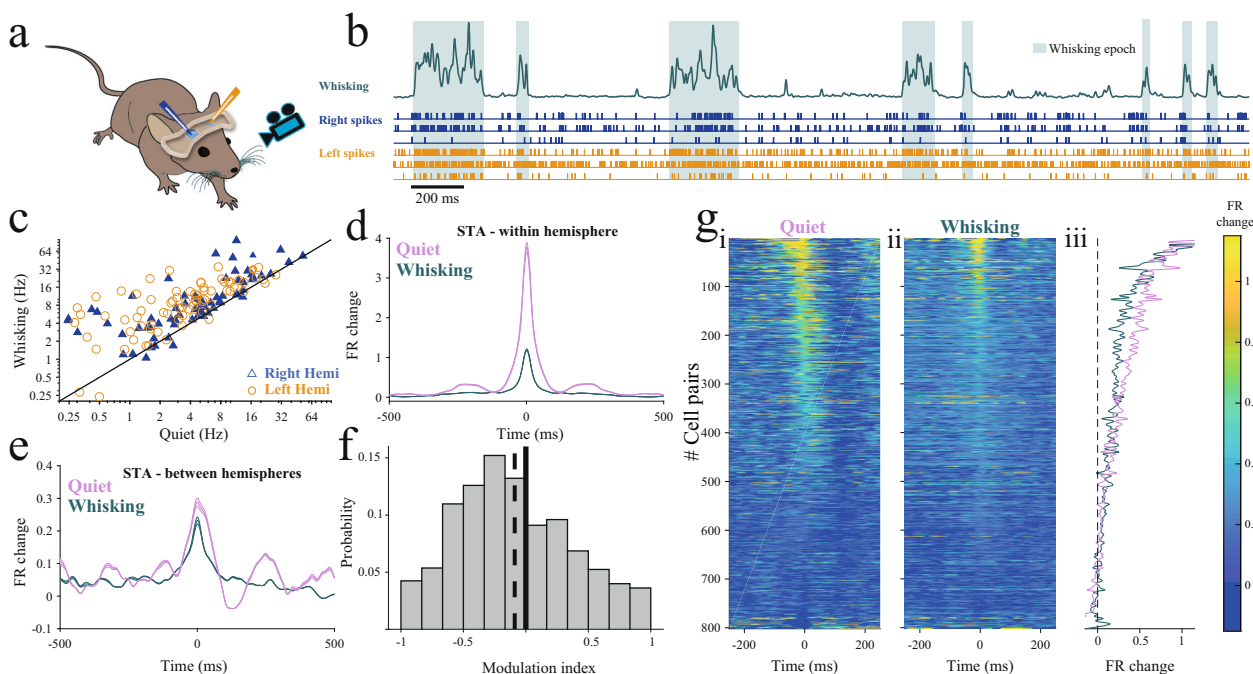 a
b
Whisking epoch
Whisking
Right spikes
Left spikes
200 ms
c
Whisking (Hz)
64
32
16
8
4
2
1
0.5
0.25
Right Hemi
Left Hemi
0.25
0.5
1
2
4
8
16
32
64
Quiet (Hz)
d
STA - within hemisphere
Quiet
Whisking
FR change
4
3
2
1
0
-500
0
500
Time (ms)
e
STA - between hemispheres
Quiet
Whisking
FR change
0.4
0.3
0.2
0.1
0
-0.1
-500
0
500
Time (ms)
f
Probability
0.15
0.1
0.05
-1
-0.5
0
0.5
1
Modulation index
g
i
Quiet
ii
Whisking
iii
# Cell pairs
100
200
300
400
500
600
700
800
-200
0
200
Time (ms)
-200
0
200
Time (ms)
0
0.5
1
FR change
FR
change
1
0.
0.
0.
0.
0